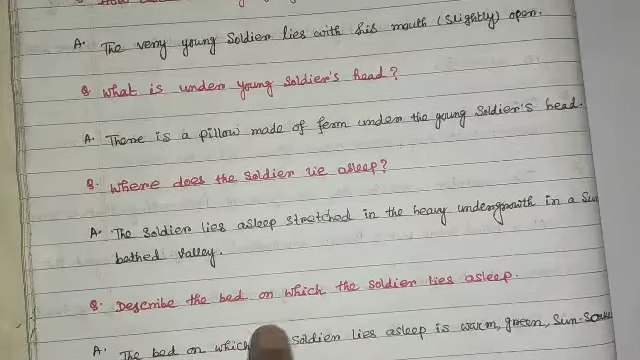 A. The very young Soldier lies with his mouth (slightly) open.
Q What is under young Soldier's head?
A. There is a pillow made of fern under the young Soldier's head.
Q. Where does the Soldier lie asleep?
A. The Soldier lies asleep stretched in the heavy undergrowth in a Sun
bathed valley.
Q. Describe the bed on which the soldier lies asleep.
A. The bed on which soldier lies asleep is warm, green,